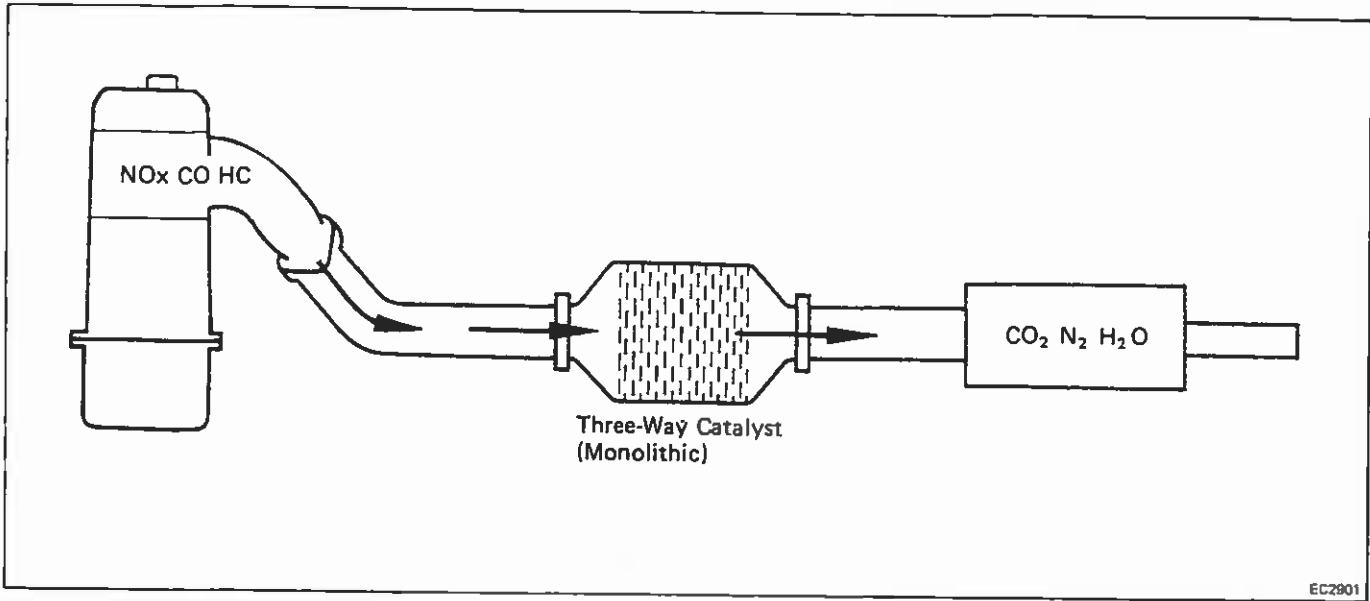 NOx CO HC
CO₂ N₂ H₂O
Three-Way Catalyst
(Monolithic)
EC2901